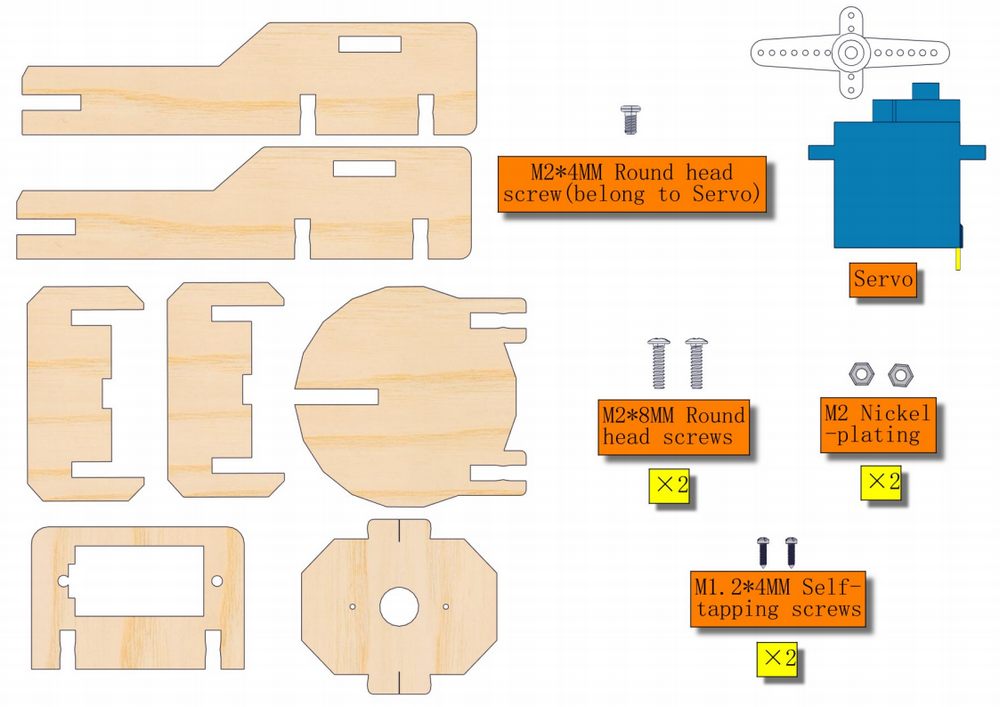 M2*4MM Round head
screw(belong to Servo)
Servo
M2*8MM Round
head screws
×2
M2 Nickel
-plating
×2
M1.2*4MM Self-
tapping screws
×2